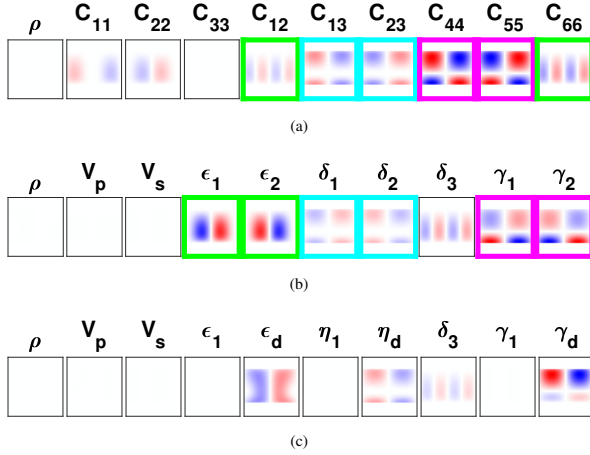 ρ C11 C22 C33 C12 C13 C23 C44 C55 C66
(a)
ρ Vp Vs ϵ1 ϵ2 δ1 δ2 δ3 γ1 γ2
(b)
ρ Vp Vs ϵ1 ϵd η1 ηd δ3 γ1 γd
(c)